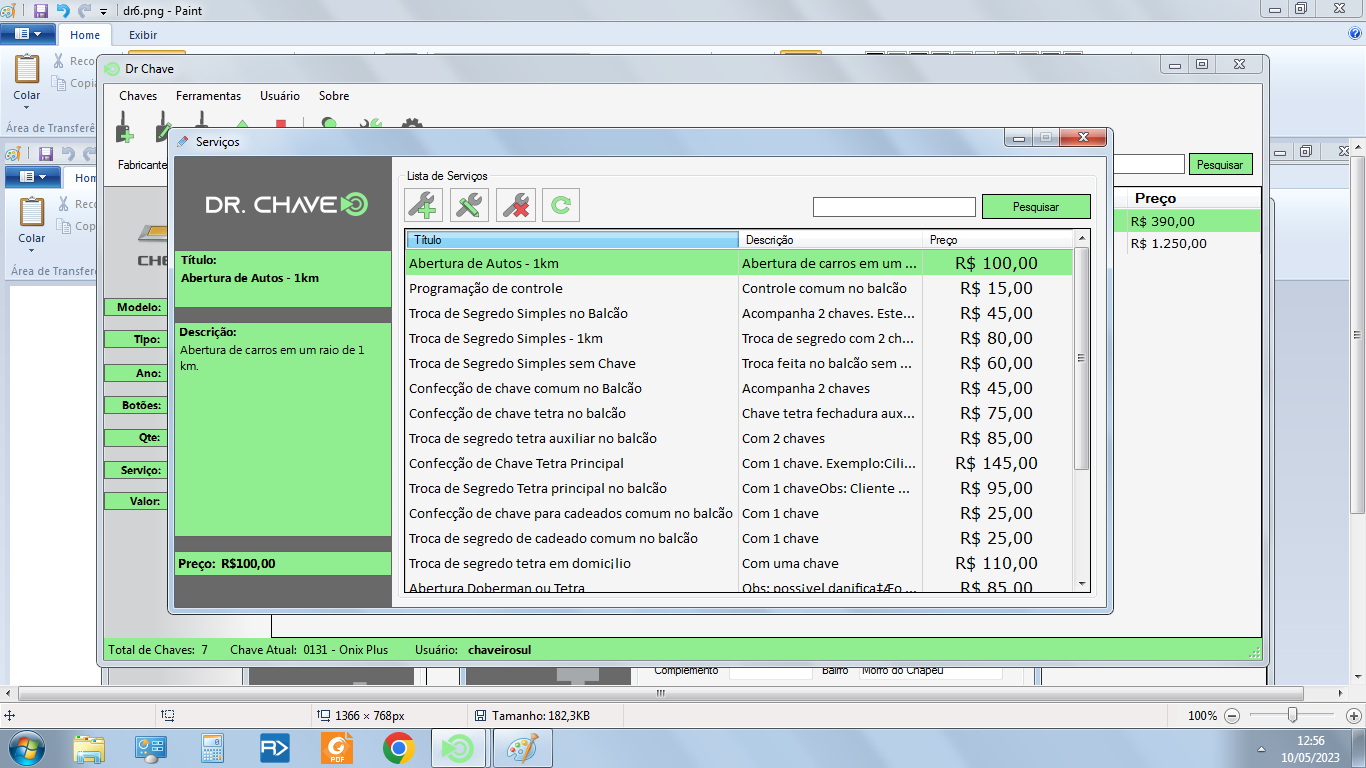 dr6.png - Paint
Home
Exibir
Colar
Área de Transferê
Dr Chave
Chaves Ferramentas Usuário Sobre
Fabricante
Pesquisar
Colar
Área de Transferê
Modelo:
Tipo:
Ano:
Botões:
Qte:
Serviço:
Valor:
Preço
R$ 390,00
R$ 1.250,00
Serviços
DR. CHAVE
Título:
Abertura de Autos - 1km
Descrição:
Abertura de carros em um raio de 1
km.
Preço: R$100,00
Lista de Serviços
Pesquisar
Título Descrição Preço
Abertura de Autos - 1km Abertura de carros em um ... R$ 100,00
Programação de controle Controle comum no balcão R$ 15,00
Troca de Segredo Simples no Balcão Acompanha 2 chaves. Este... R$ 45,00
Troca de Segredo Simples - 1km Troca de segredo com 2 ch... R$ 80,00
Troca de Segredo Simples sem Chave Troca feita no balcão sem ... R$ 60,00
Confecção de chave comum no Balcão Acompanha 2 chaves R$ 45,00
Confecção de chave tetra no balcão Chave tetra fechadura aux... R$ 75,00
Troca de segredo tetra auxiliar no balcão Com 2 chaves R$ 85,00
Confecção de Chave Tetra Principal Com 1 chave. Exemplo:Cili... R$ 145,00
Troca de Segredo Tetra principal no balcão Com 1 chaveObs: Cliente ... R$ 95,00
Confecção de chave para cadeados comum no balcão Com 1 chave R$ 25,00
Troca de segredo de cadeado comum no balcão Com 1 chave R$ 25,00
Troca de segredo tetra em domic¡lio Com uma chave R$ 110,00
Abertura Doberman ou Tetra Obs: poss¡vel danifica‡Æo ... R$ 85,00
Total de Chaves: 7 Chave Atual: 0131 - Onix Plus Usuário: chaveirosul
Complemento Bairro Morro do Chapéu
1366 × 768px
Tamanho: 182,3KB
100%
PDF
12:56
10/05/2023